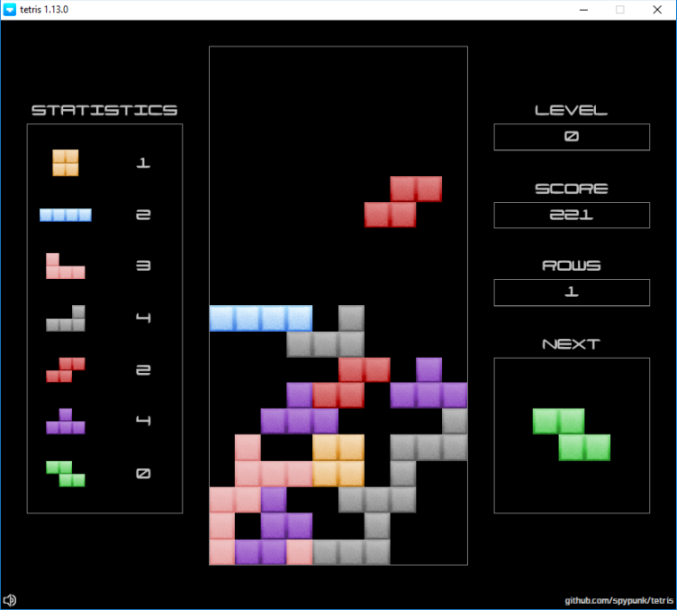 tetris 1.13.0
STATISTICS
1
2
3
4
2
4
0
LEVEL
0
SCORE
221
ROWS
1
NEXT
github.com/spypunk/tetris